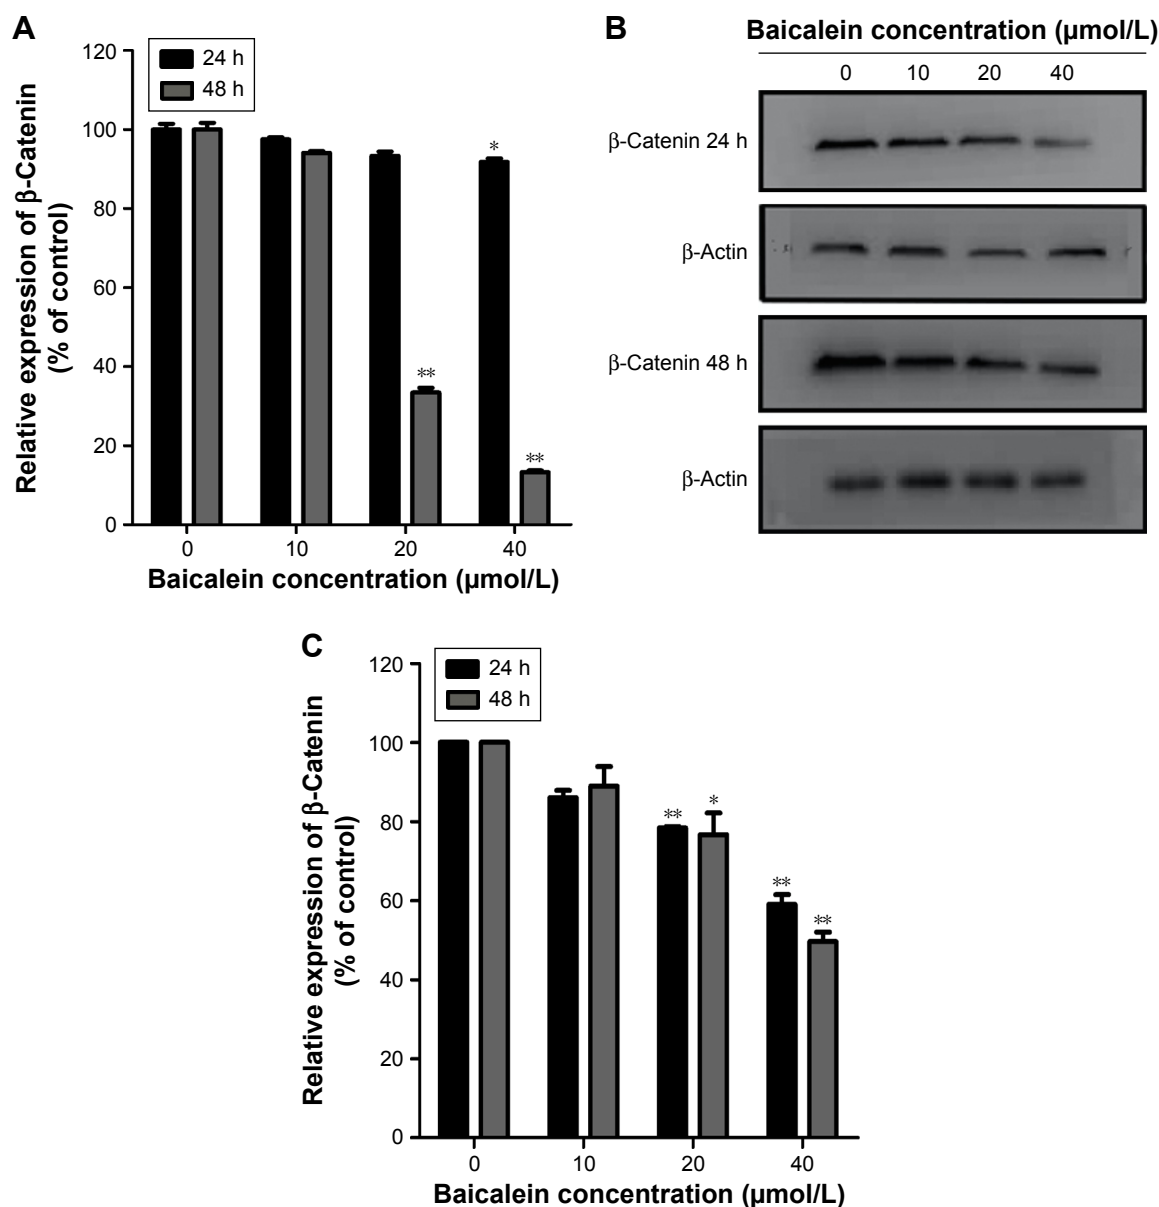 A
Relative expression of β-Catenin
(% of control)
120
100
80
60
40
20
0
24 h
48 h
*
**
**
0
10
20
40
Baicalein concentration (µmol/L)
B
Baicalein concentration (µmol/L)
0
10
20
40
β-Catenin 24 h
β-Actin
β-Catenin 48 h
β-Actin
C
Relative expression of β-Catenin
(% of control)
120
100
80
60
40
20
0
24 h
48 h
**
*
**
**
0
10
20
40
Baicalein concentration (µmol/L)